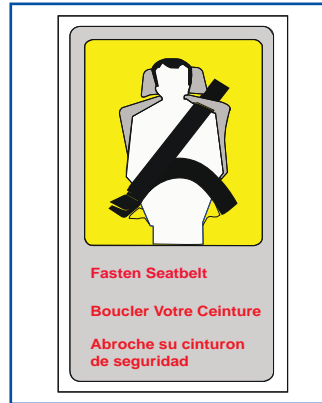 Fasten Seatbelt
Boucler Votre Ceinture
Abroche su cinturon
de seguridad